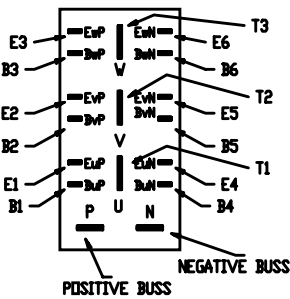 EwP EwN T3
E3 E6
BwP BwN
B3 W B6
EvP EvN T2
E2 BvN E5
BvP
B2 V B5
EuP EuN T1
E1 E4
BuP BuN
B1 P U N B4
NEGATIVE BUSS
POSITIVE BUSS